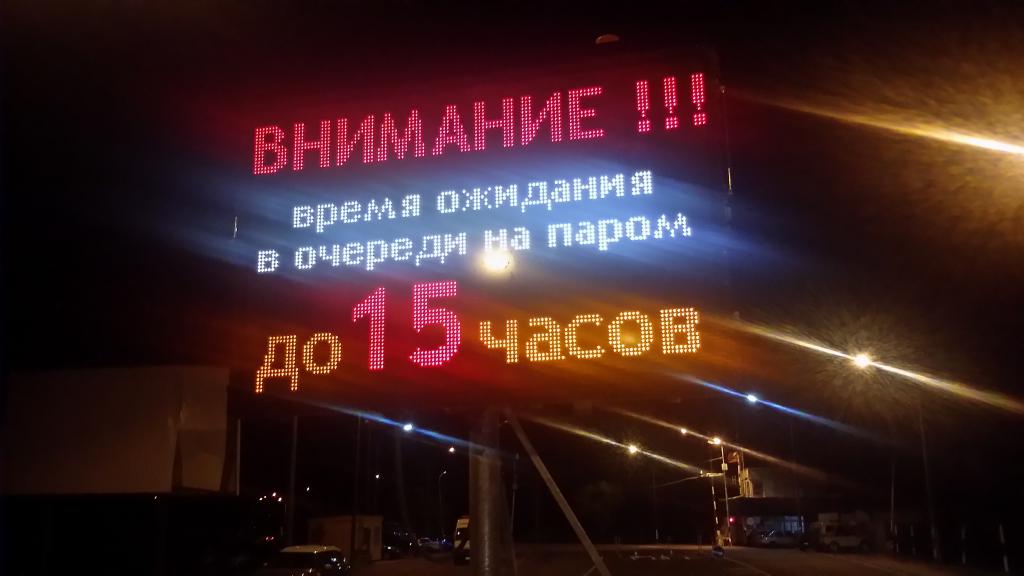 ВНИМАНИЕ !!!
время ожидания
в очереди на паром
до 15 часов